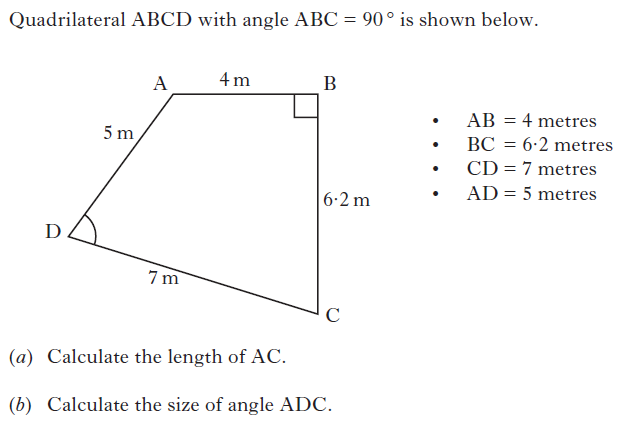 Quadrilateral ABCD with angle ABC = 90° is shown below.
A
4 m
B
5 m
6·2 m
D
7 m
C
• AB = 4 metres
• BC = 6·2 metres
• CD = 7 metres
• AD = 5 metres
(a) Calculate the length of AC.
(b) Calculate the size of angle ADC.